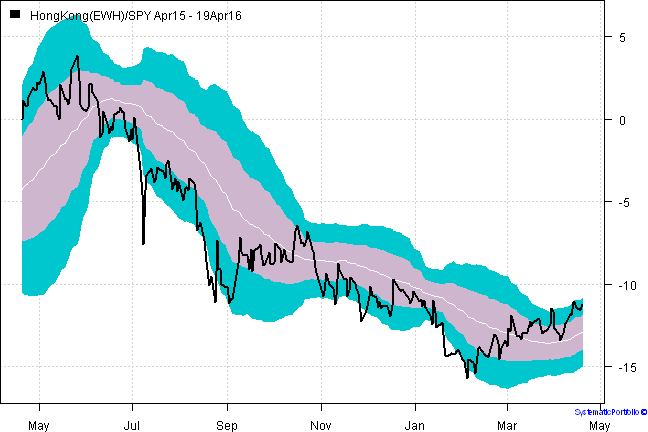 HongKong(EWH)/SPY Apr15 - 19Apr16
5
0
-5
-10
-15
May Jul Sep Nov Jan Mar May
SystematicPortfolio ©